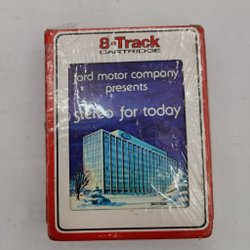 8-Track
CARTRIDGE
ford motor company
presents
stereo for today